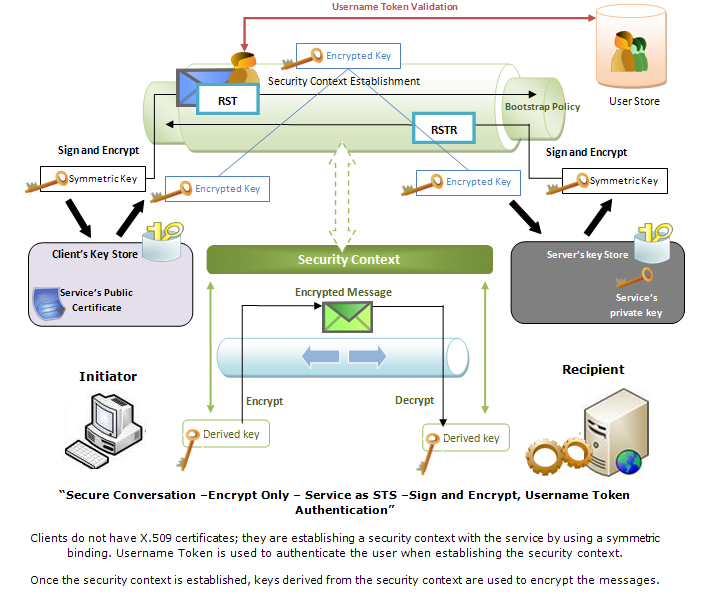 Username Token Validation
Encrypted Key
Security Context Establishment
RST
Bootstrap Policy
User Store
RSTR
Sign and Encrypt
Sign and Encrypt
SymmetricKey
Encrypted Key
Encrypted Key
SymmetricKey
Client's Key Store
Service's Public
Certificate
Security Context
Server's key Store
Service's
private key
Encrypted Message
Initiator
Recipient
Encrypt
Decrypt
Derived key
Derived key
“Secure Conversation –Encrypt Only – Service as STS –Sign and Encrypt, Username Token
Authentication”
Clients do not have X.509 certificates; they are establishing a security context with the service by using a symmetric
binding. Username Token is used to authenticate the user when establishing the security context.
Once the security context is established, keys derived from the security context are used to encrypt the messages.